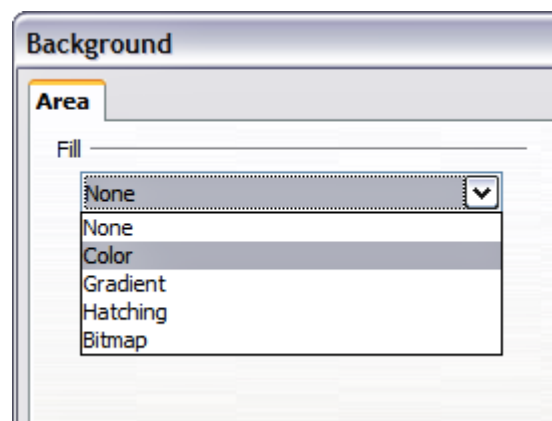 Background
Area
Fill
None
None
Color
Gradient
Hatching
Bitmap